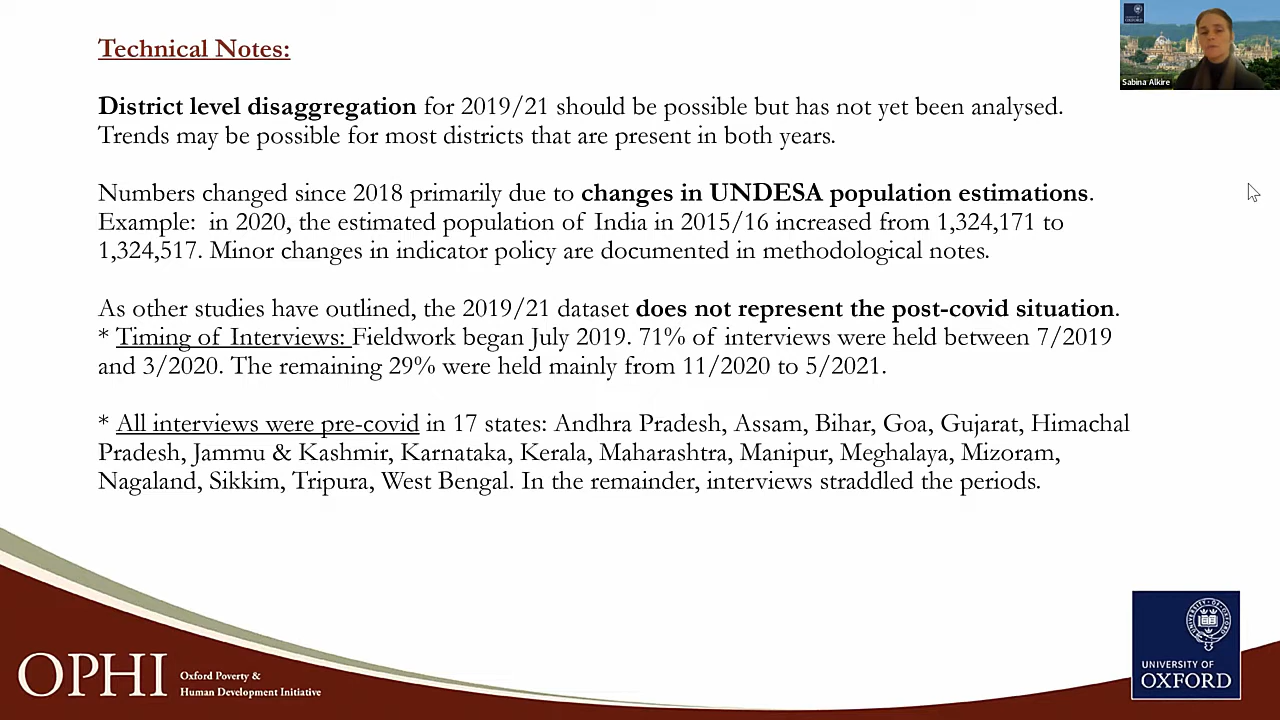 Technical Notes:
District level disaggregation for 2019/21 should be possible but has not yet been analysed.
Trends may be possible for most districts that are present in both years.
Numbers changed since 2018 primarily due to changes in UNDESA population estimations.
Example:  in 2020, the estimated population of India in 2015/16 increased from 1,324,171 to
1,324,517. Minor changes in indicator policy are documented in methodological notes.
As other studies have outlined, the 2019/21 dataset does not represent the post-covid situation.
* Timing of Interviews: Fieldwork began July 2019. 71% of interviews were held between 7/2019
and 3/2020. The remaining 29% were held mainly from 11/2020 to 5/2021.
* All interviews were pre-covid in 17 states: Andhra Pradesh, Assam, Bihar, Goa, Gujarat, Himachal
Pradesh, Jammu & Kashmir, Karnataka, Kerala, Maharashtra, Manipur, Meghalaya, Mizoram,
Nagaland, Sikkim, Tripura, West Bengal. In the remainder, interviews straddled the periods.
Sabina Alkire
OPHI
Oxford Poverty &
Human Development Initiative
UNIVERSITY OF
OXFORD